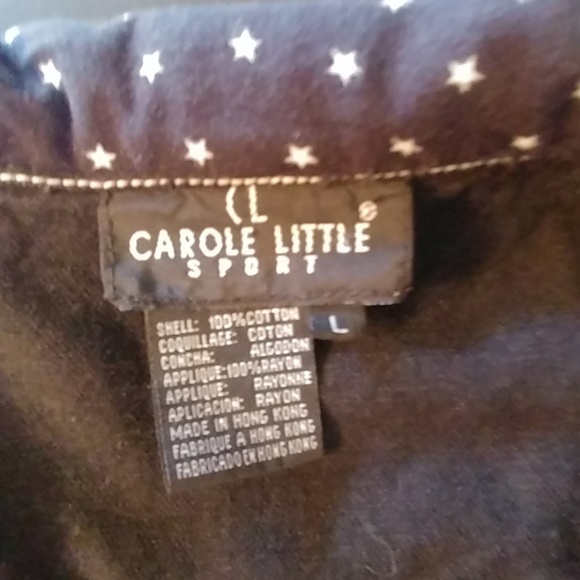 CL
®
CAROLE LITTLE
SPORT
L
SHELL: 100% COTTON
COQUILLAGE: COTON
CONCHA: ALGODON
APPLIQUE: 100% RAYON
APPLIQUE: RAYONNE
APLICACION: RAYON
MADE IN HONG KONG
FABRIQUE A HONG KONG
FABRICADO EN HONG KONG